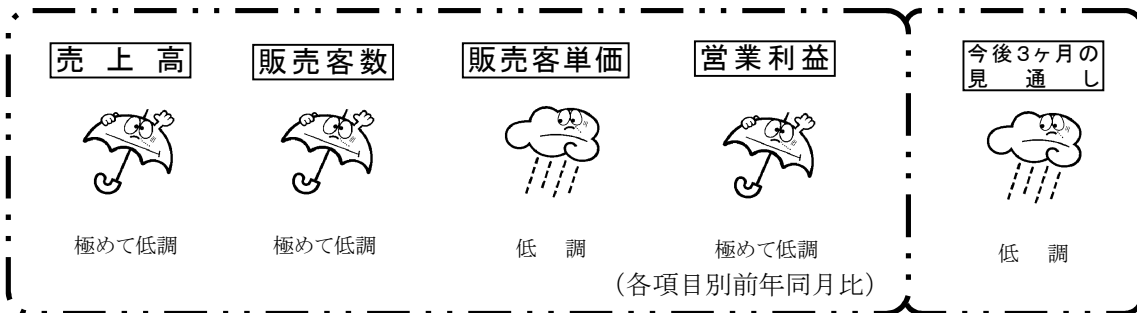 売上高
販売客数
販売客単価
営業利益
今後3ヶ月の
見通し
極めて低調
極めて低調
低調
極めて低調
低調
(各項目別前年同月比)